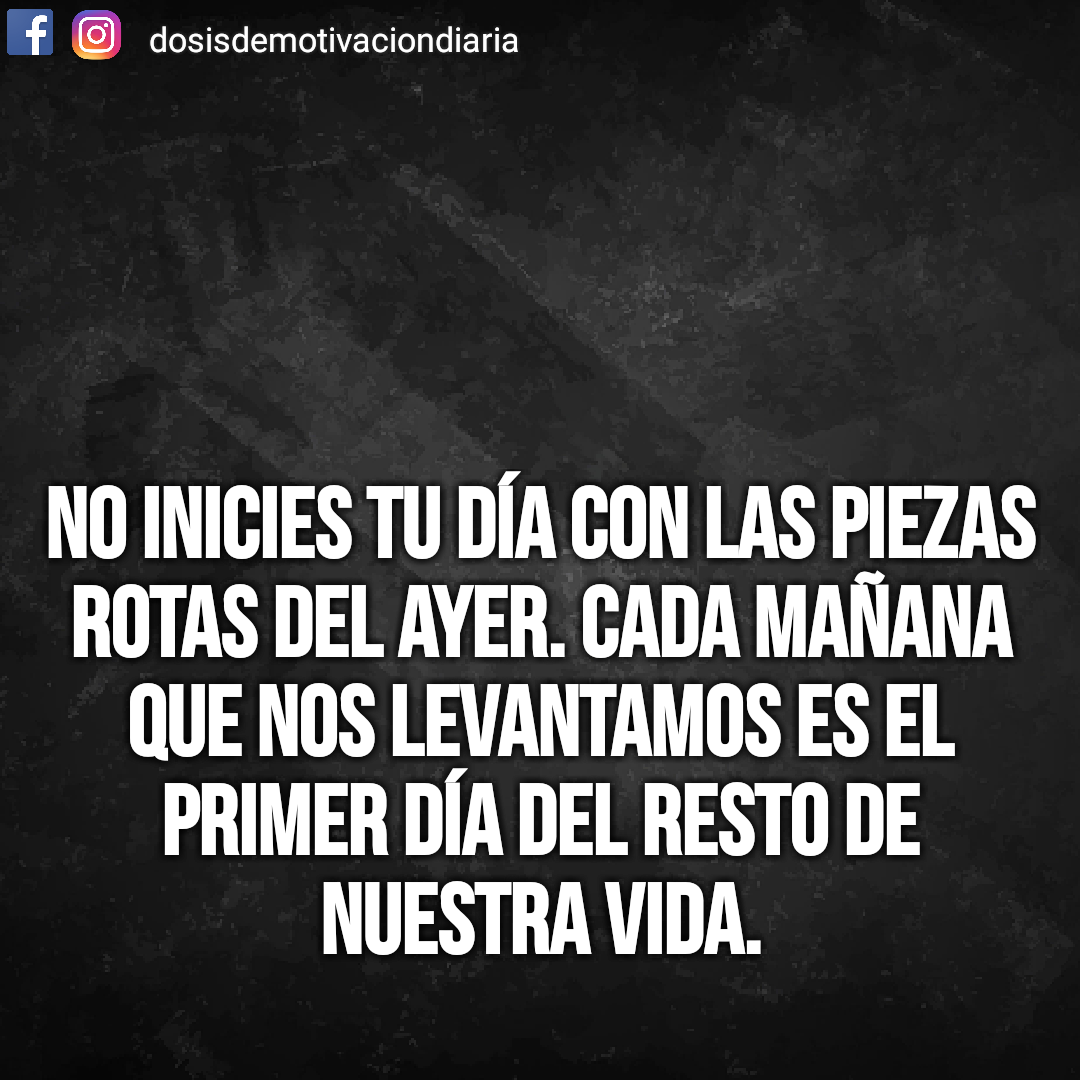 dosisdemotivaciondiaria
NO INICIES TU DÍA CON LAS PIEZAS
ROTAS DEL AYER. CADA MAÑANA
QUE NOS LEVANTAMOS ES EL
PRIMER DÍA DEL RESTO DE
NUESTRA VIDA.